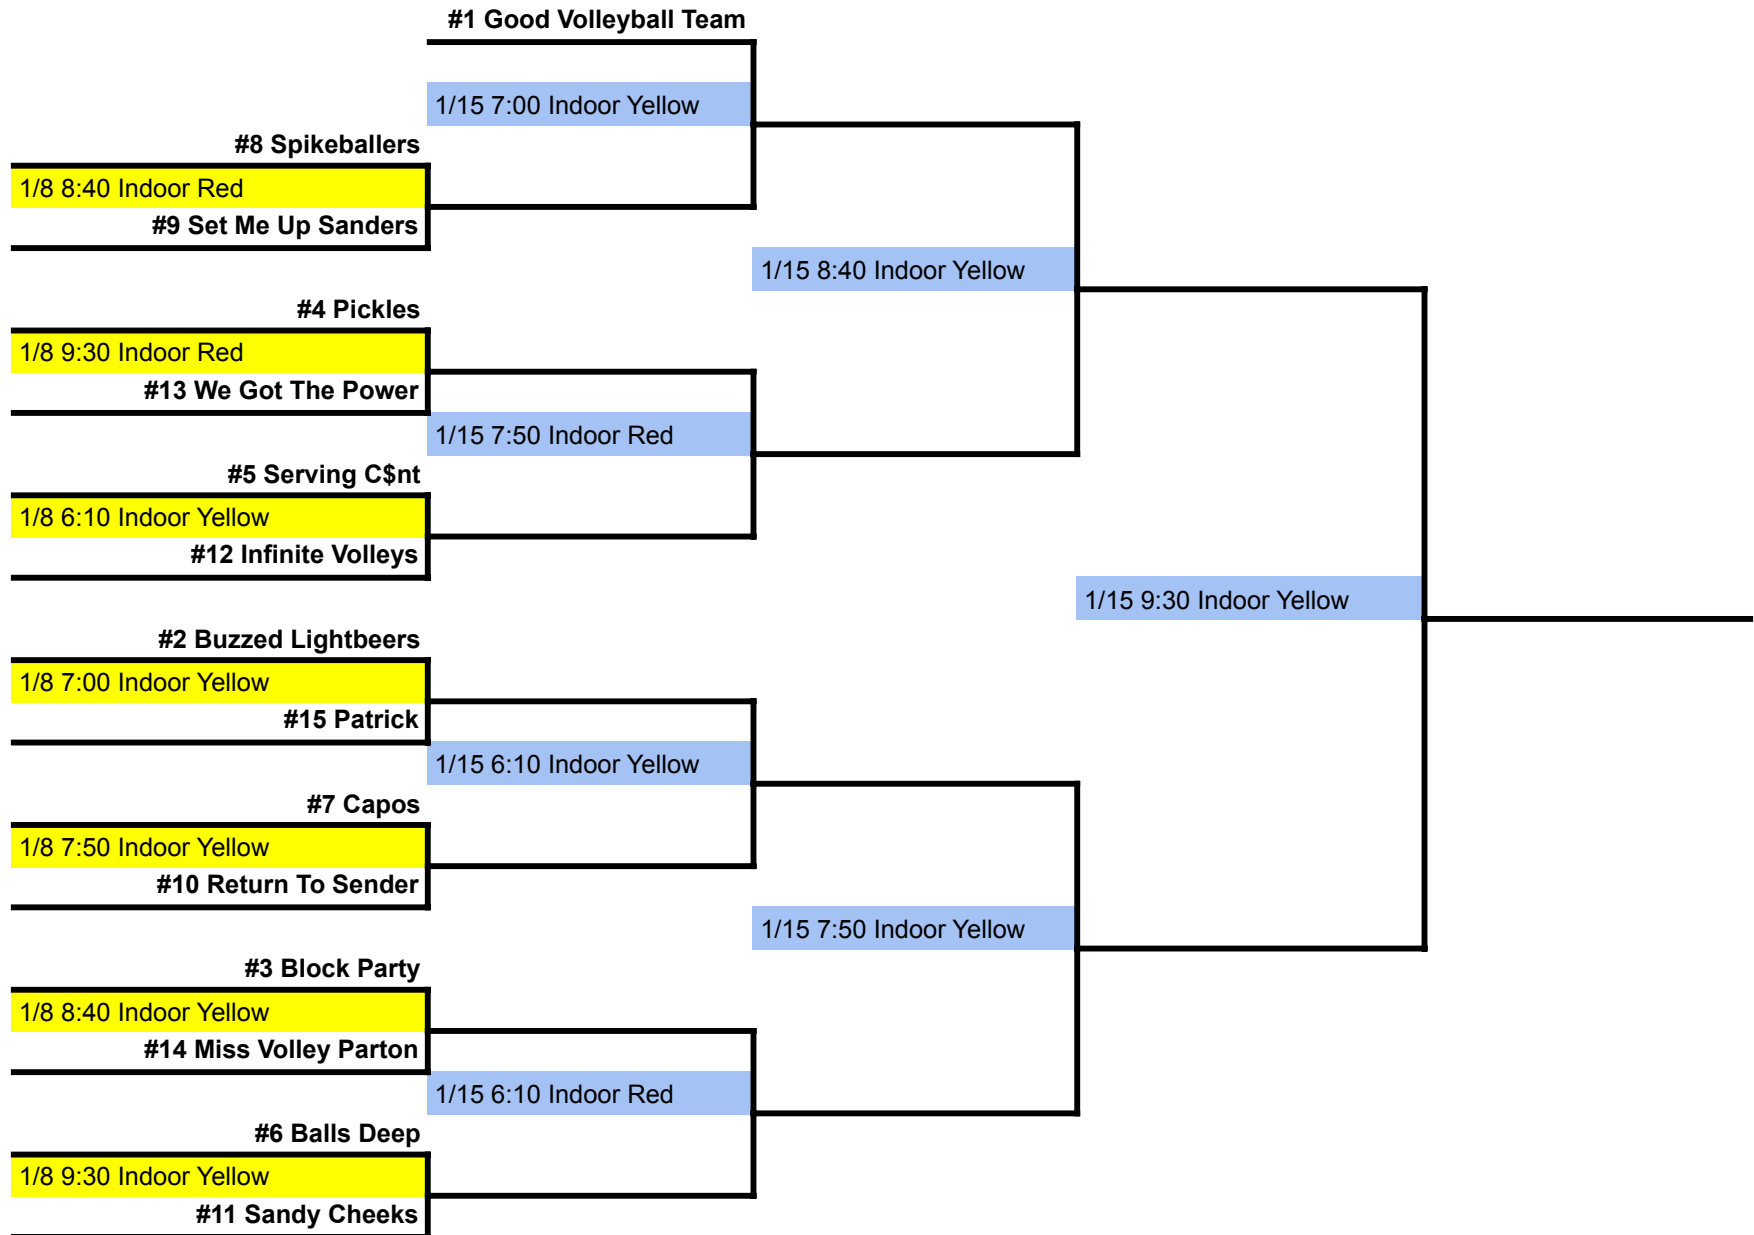 #1 Good Volleyball Team
1/15 7:00 Indoor Yellow
#8 Spikeballers
1/8 8:40 Indoor Red
#9 Set Me Up Sanders
1/15 8:40 Indoor Yellow
#4 Pickles
1/8 9:30 Indoor Red
#13 We Got The Power
1/15 7:50 Indoor Red
#5 Serving C$nt
1/8 6:10 Indoor Yellow
#12 Infinite Volleys
1/15 9:30 Indoor Yellow
#2 Buzzed Lightbeers
1/8 7:00 Indoor Yellow
#15 Patrick
1/15 6:10 Indoor Yellow
#7 Capos
1/8 7:50 Indoor Yellow
#10 Return To Sender
1/15 7:50 Indoor Yellow
#3 Block Party
1/8 8:40 Indoor Yellow
#14 Miss Volley Parton
1/15 6:10 Indoor Red
#6 Balls Deep
1/8 9:30 Indoor Yellow
#11 Sandy Cheeks